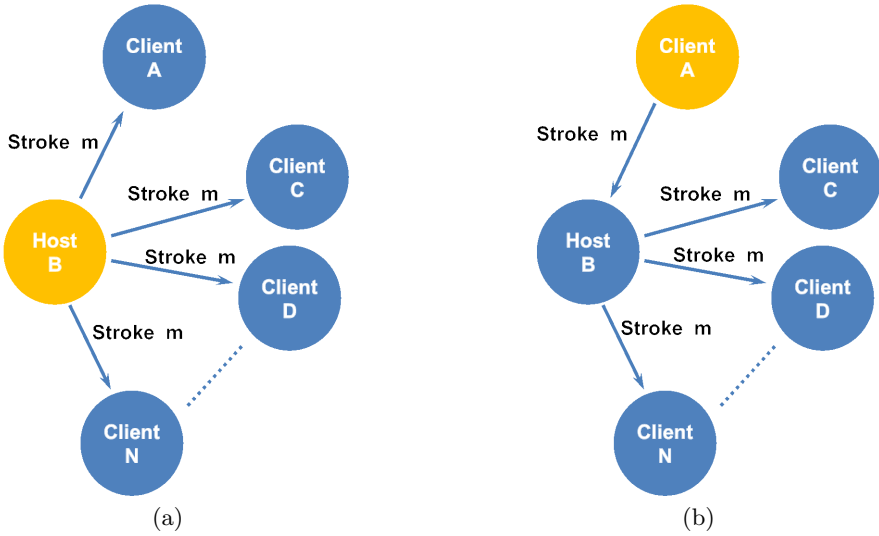 Client
A
Stroke m
Client
C
Stroke m
Host
B
Stroke m
Client
D
Stroke m
Client
N
(a)
Client
A
Stroke m
Client
C
Stroke m
Host
B
Stroke m
Client
D
Stroke m
Client
N
(b)